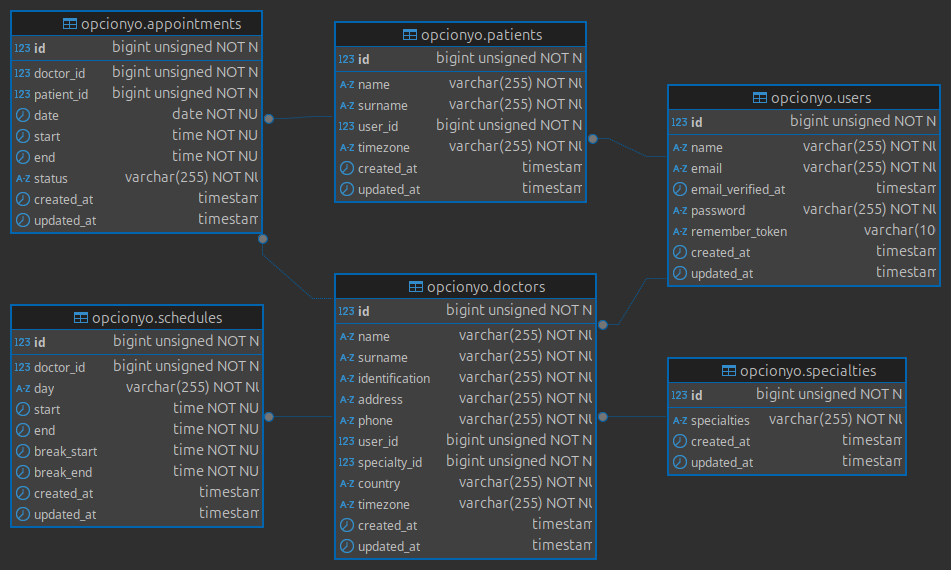 opcionyo.appointments
123 id bigint unsigned NOT N
123 doctor_id bigint unsigned NOT N
123 patient_id bigint unsigned NOT N
date date NOT NU
start time NOT NU
end time NOT NU
A-Z status varchar(255) NOT NU
created_at timestam
updated_at timestam
opcionyo.patients
123 id bigint unsigned NOT N
A-Z name varchar(255) NOT NU
A-Z surname varchar(255) NOT NU
123 user_id bigint unsigned NOT N
A-Z timezone varchar(255) NOT NU
created_at timestam
updated_at timestam
opcionyo.users
123 id bigint unsigned NOT N
A-Z name varchar(255) NOT NU
A-Z email varchar(255) NOT NU
email_verified_at timestam
A-Z password varchar(255) NOT NU
A-Z remember_token varchar(10
created_at timestam
updated_at timestam
opcionyo.schedules
123 id bigint unsigned NOT N
123 doctor_id bigint unsigned NOT N
A-Z day varchar(255) NOT NU
start time NOT NU
end time NOT NU
break_start time NOT NU
break_end time NOT NU
created_at timestam
updated_at timestam
opcionyo.doctors
123 id bigint unsigned NOT N
A-Z name varchar(255) NOT NU
A-Z surname varchar(255) NOT NU
A-Z identification varchar(255) NOT NU
A-Z address varchar(255) NOT NU
A-Z phone varchar(255) NOT NU
123 user_id bigint unsigned NOT N
123 specialty_id bigint unsigned NOT N
A-Z country varchar(255) NOT NU
A-Z timezone varchar(255) NOT NU
created_at timestam
updated_at timestam
opcionyo.specialties
123 id bigint unsigned NOT N
A-Z specialties varchar(255) NOT NU
created_at timestam
updated_at timestam